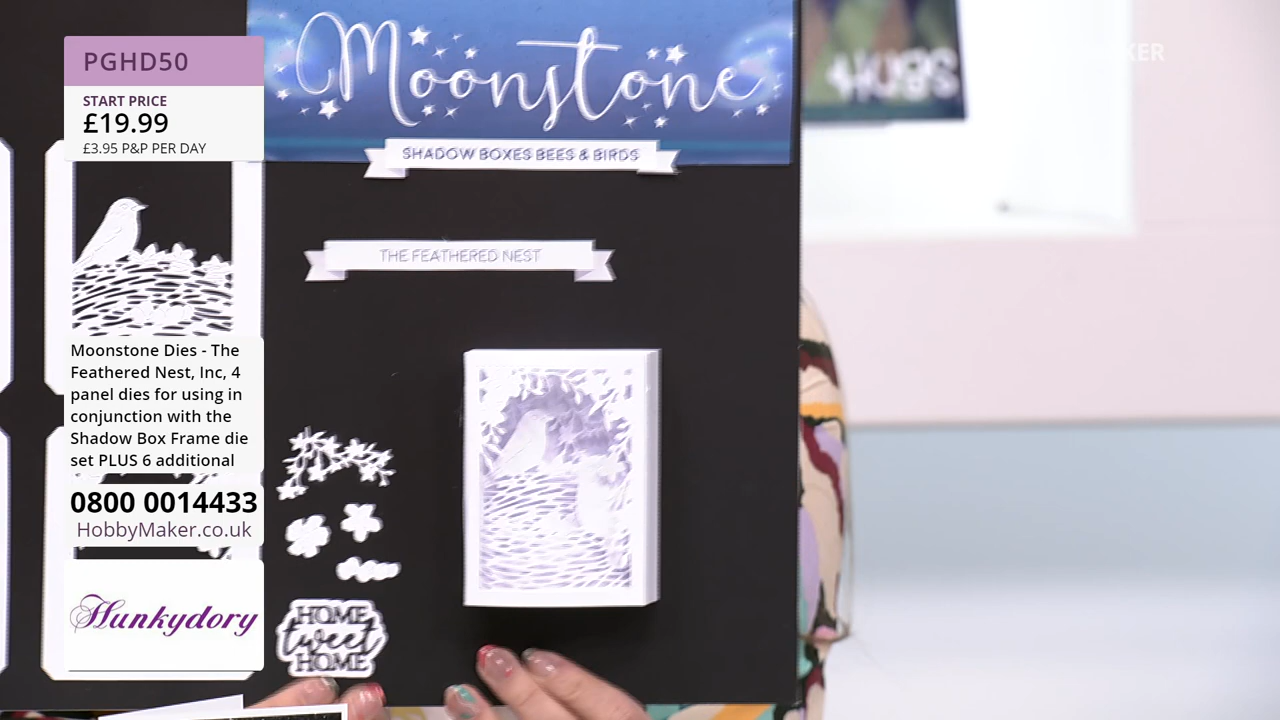 PGHD50
START PRICE
£19.99
£3.95 P&P PER DAY
Moonstone Dies - The
Feathered Nest, Inc, 4
panel dies for using in
conjunction with the
Shadow Box Frame die
set PLUS 6 additional
0800 0014433
HobbyMaker.co.uk
Hunkydory
Moonstone
SHADOW BOXES BEES & BIRDS
THE FEATHERED NEST
HOME
tweet
HOME
HUGS